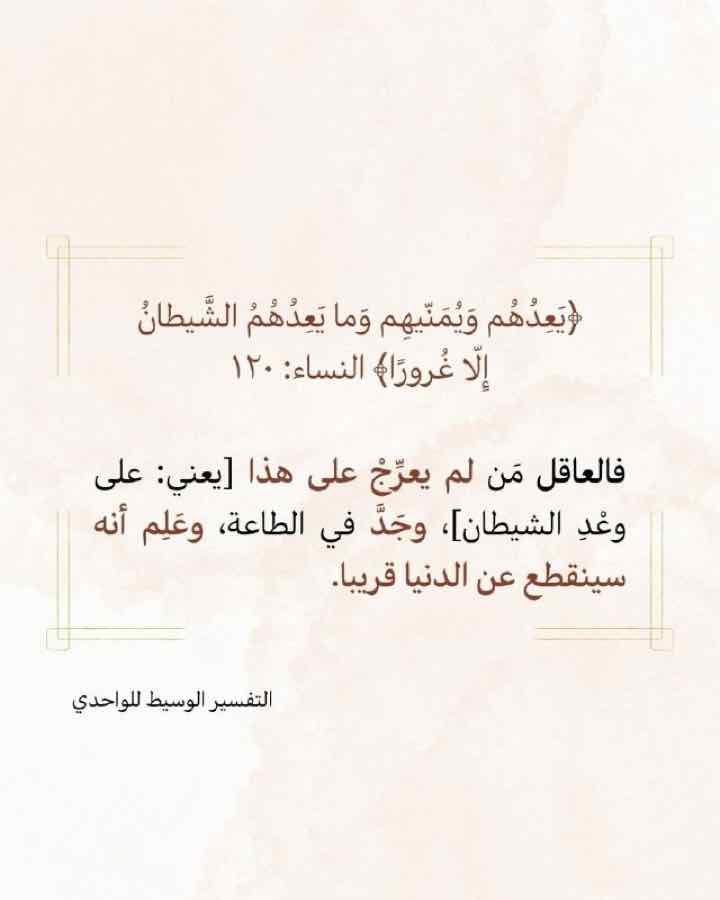 ﴿يَعِدُهُم وَيُمَنّيهِم وَما يَعِدُهُمُ الشَّيطانُ
إِلّا غُرورًا﴾ النساء: ١٢٠
فالعاقل مَن لم يعرِّجْ على هذا [يعني: على
وعْدِ الشيطان]، وجَدَّ في الطاعة، وعَلِم أنه
سينقطع عن الدنيا قريبا.
التفسير الوسيط للواحدي